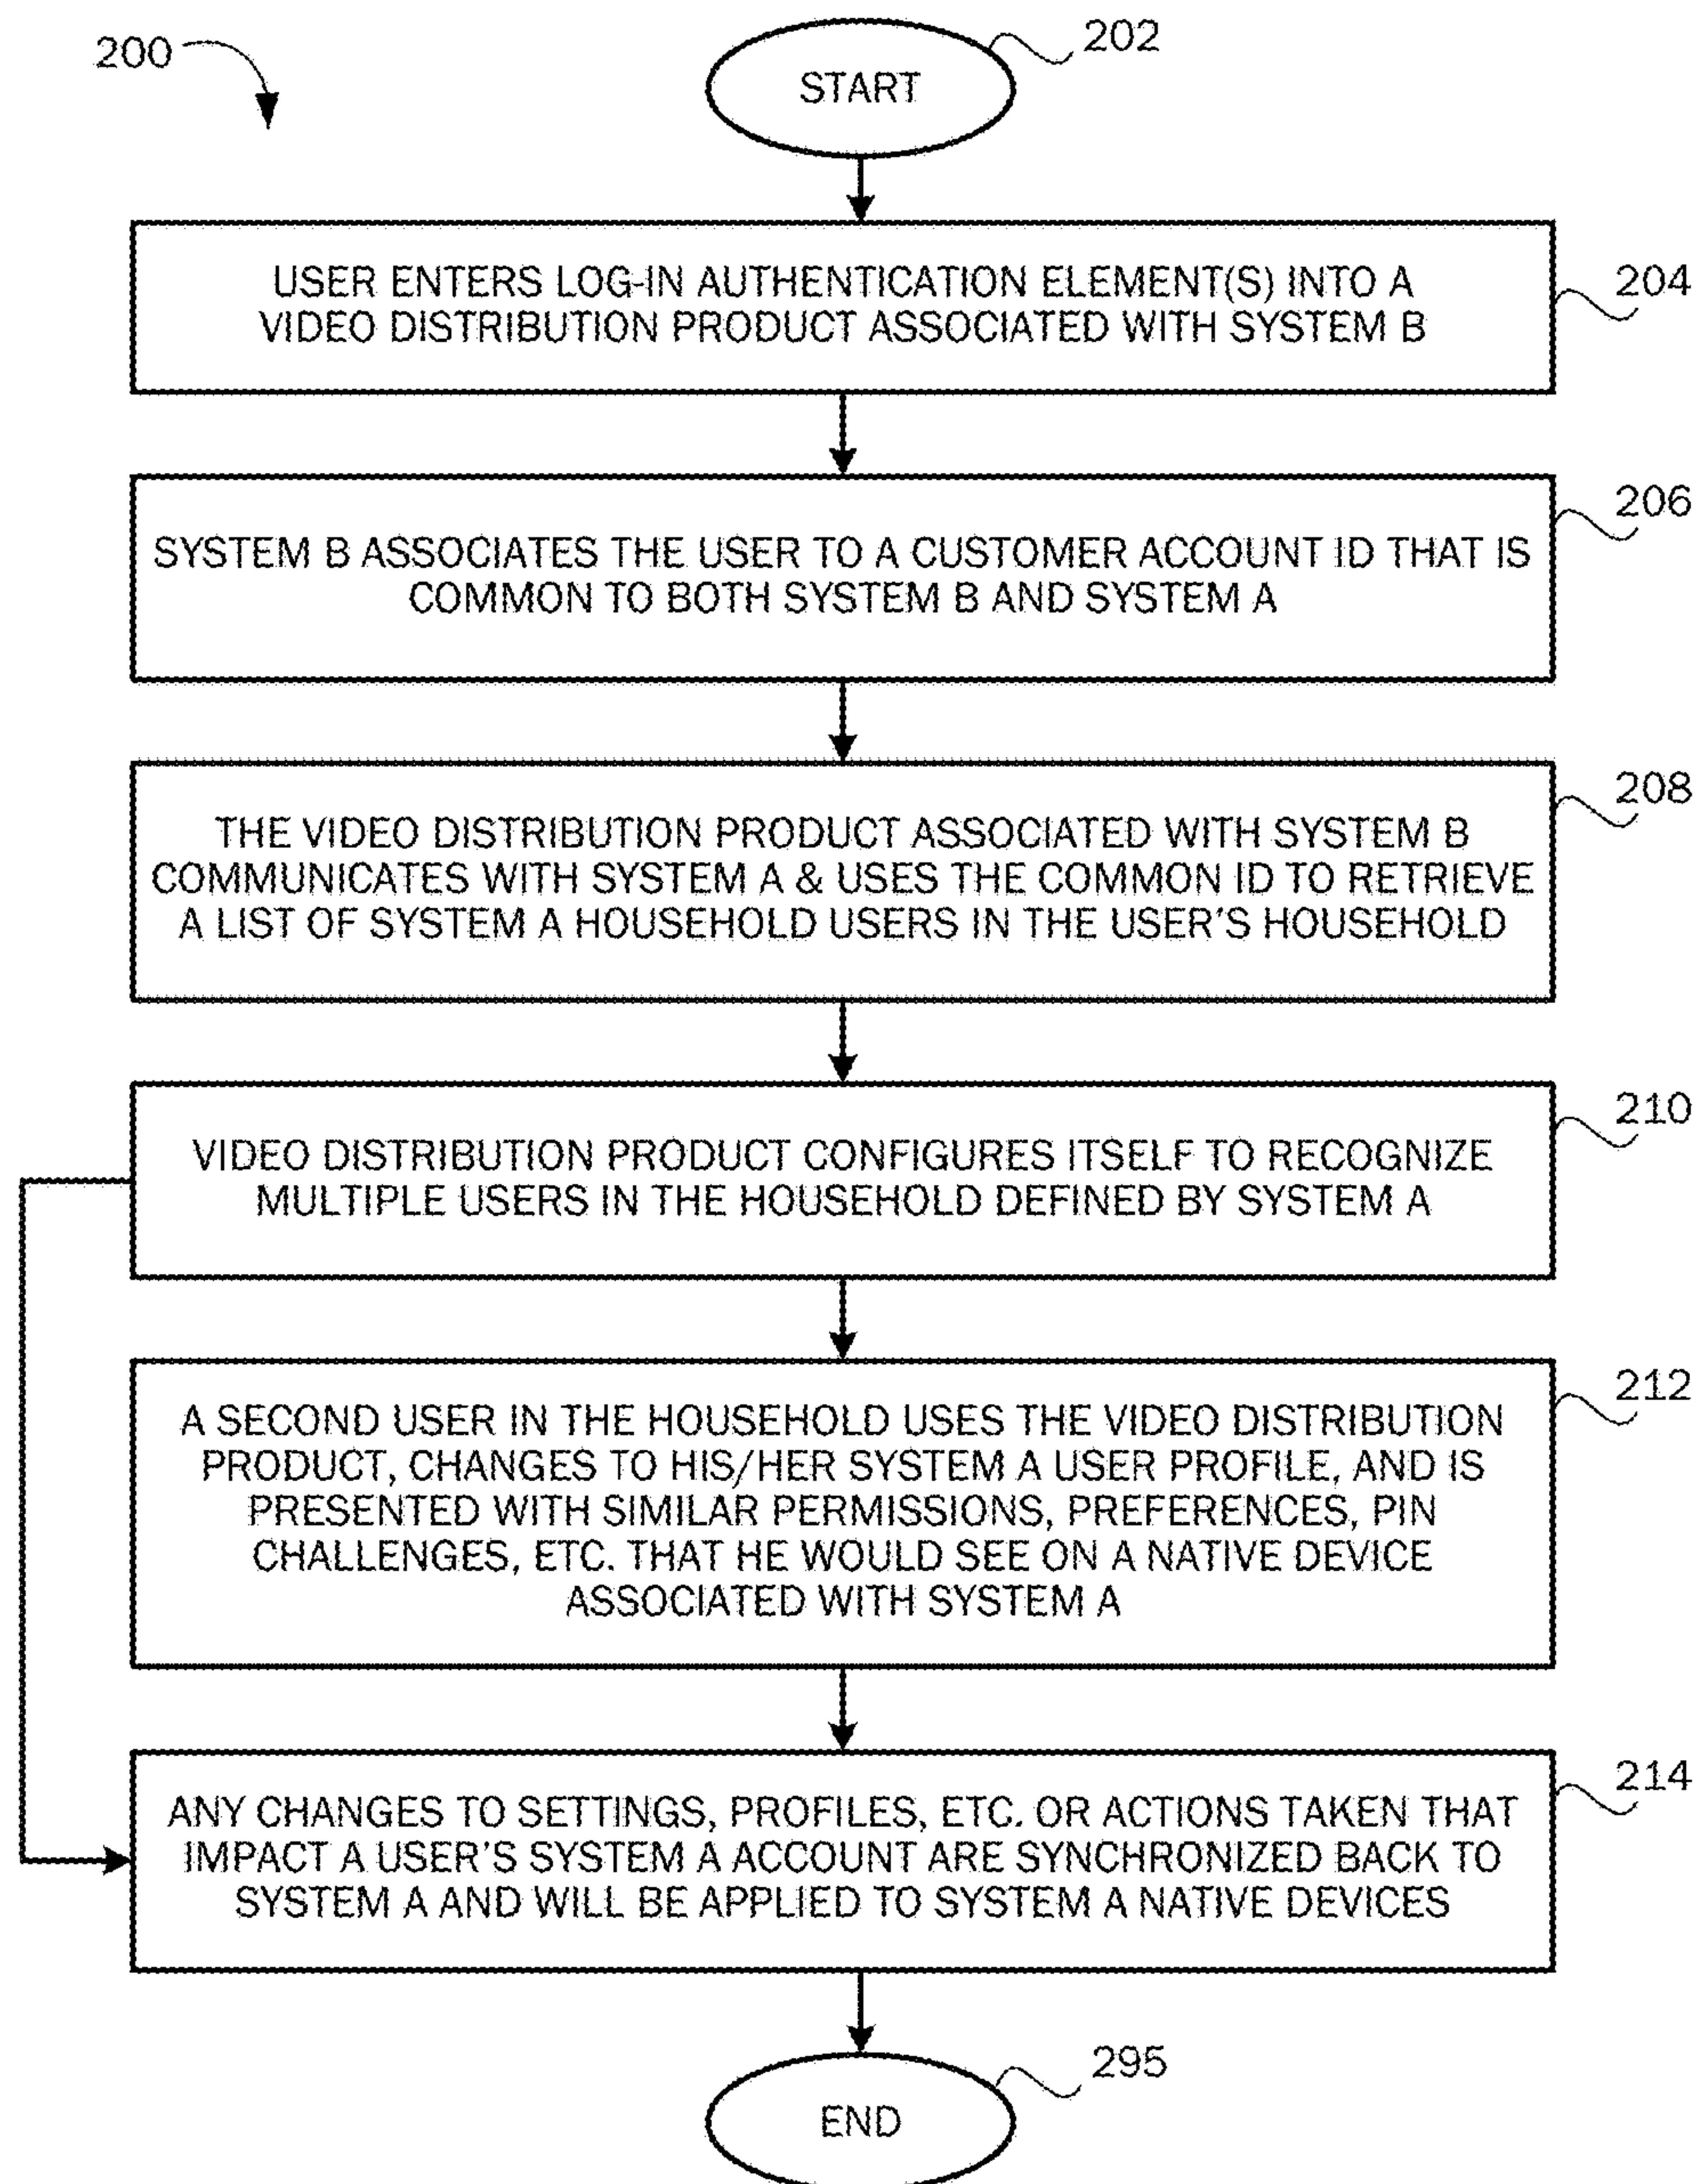 200
202
START
USER ENTERS LOG-IN AUTHENTICATION ELEMENT(S) INTO A
VIDEO DISTRIBUTION PRODUCT ASSOCIATED WITH SYSTEM B
204
SYSTEM B ASSOCIATES THE USER TO A CUSTOMER ACCOUNT ID THAT IS
COMMON TO BOTH SYSTEM B AND SYSTEM A
206
THE VIDEO DISTRIBUTION PRODUCT ASSOCIATED WITH SYSTEM B
COMMUNICATES WITH SYSTEM A & USES THE COMMON ID TO RETRIEVE
A LIST OF SYSTEM A HOUSEHOLD USERS IN THE USER'S HOUSEHOLD
208
VIDEO DISTRIBUTION PRODUCT CONFIGURES ITSELF TO RECOGNIZE
MULTIPLE USERS IN THE HOUSEHOLD DEFINED BY SYSTEM A
210
A SECOND USER IN THE HOUSEHOLD USES THE VIDEO DISTRIBUTION
PRODUCT, CHANGES TO HIS/HER SYSTEM A USER PROFILE, AND IS
PRESENTED WITH SIMILAR PERMISSIONS, PREFERENCES, PIN
CHALLENGES, ETC. THAT HE WOULD SEE ON A NATIVE DEVICE
ASSOCIATED WITH SYSTEM A
212
ANY CHANGES TO SETTINGS, PROFILES, ETC. OR ACTIONS TAKEN THAT
IMPACT A USER'S SYSTEM A ACCOUNT ARE SYNCHRONIZED BACK TO
SYSTEM A AND WILL BE APPLIED TO SYSTEM A NATIVE DEVICES
214
295
END